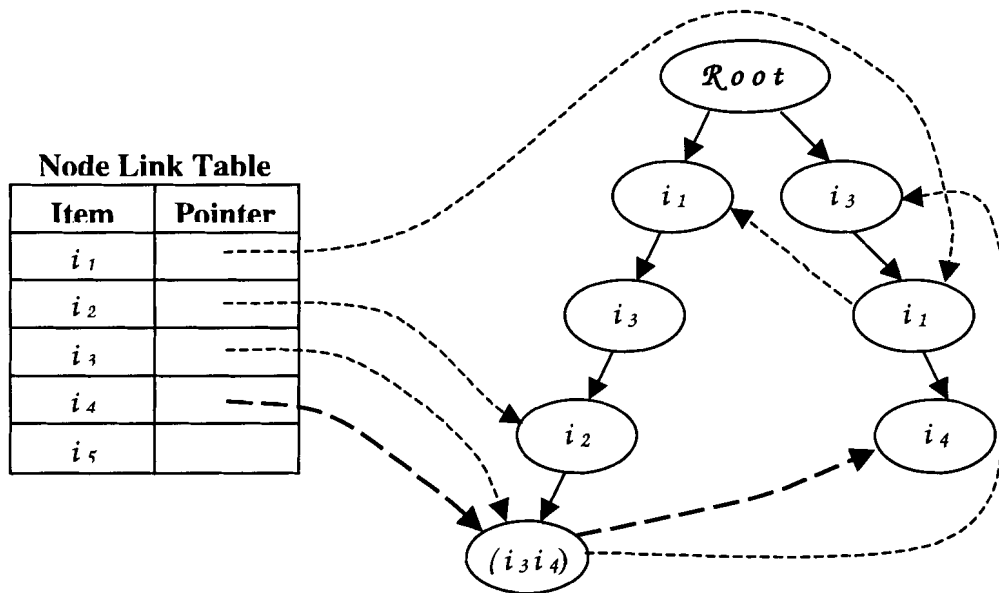 Root
Node Link Table
Item Pointer
i1
i2
i3
i4
i5
i1
i3
i3
i1
i2
i4
(i3i4)